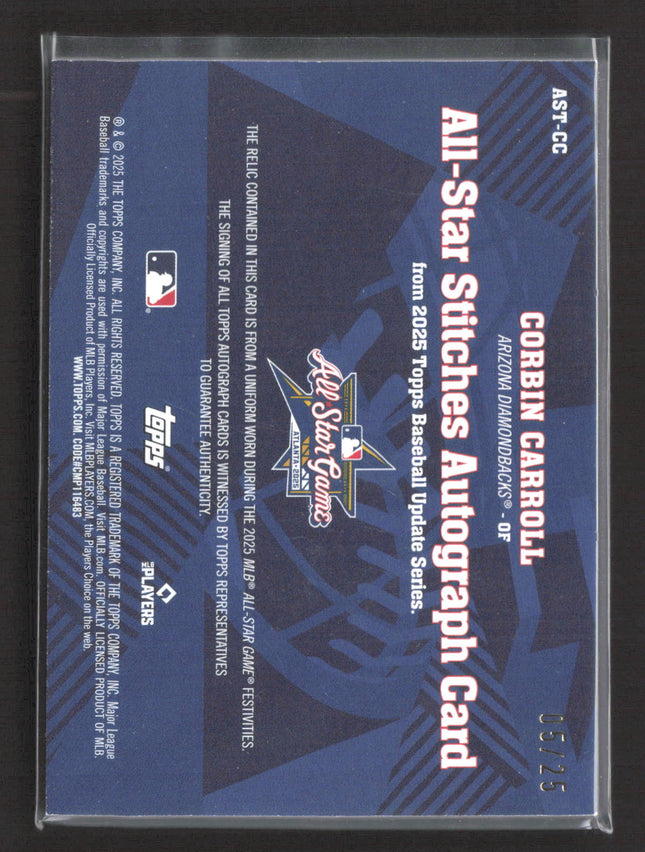 AST-CC
05/25
CORBIN CARROLL
ARIZONA DIAMONDBACKS® - OF
All-Star Stitches Autograph Card
from 2025 Topps Baseball Update Series.
All Star Game
ATLANTA • 2025
THE RELIC CONTAINED IN THIS CARD IS FROM A UNIFORM WORN DURING THE 2025 MLB® ALL-STAR GAME® FESTIVITIES.
THE SIGNING OF ALL TOPPS AUTOGRAPH CARDS IS WITNESSED BY TOPPS REPRESENTATIVES
TO GUARANTEE AUTHENTICITY
topps®
MLB PLAYERS
® & © 2025 THE TOPPS COMPANY, INC. ALL RIGHTS RESERVED. TOPPS IS A REGISTERED TRADEMARK OF THE TOPPS COMPANY, INC. Major League
Baseball trademarks and copyrights are used with permission of Major League Baseball. Visit MLB.com. OFFICIALLY LICENSED PRODUCT OF MLB.
Officially Licensed Product of MLB Players, Inc. Visit MLBPLAYERS.COM, the Players Choice on the web.
WWW.TOPPS.COM. CODE#CMP116483